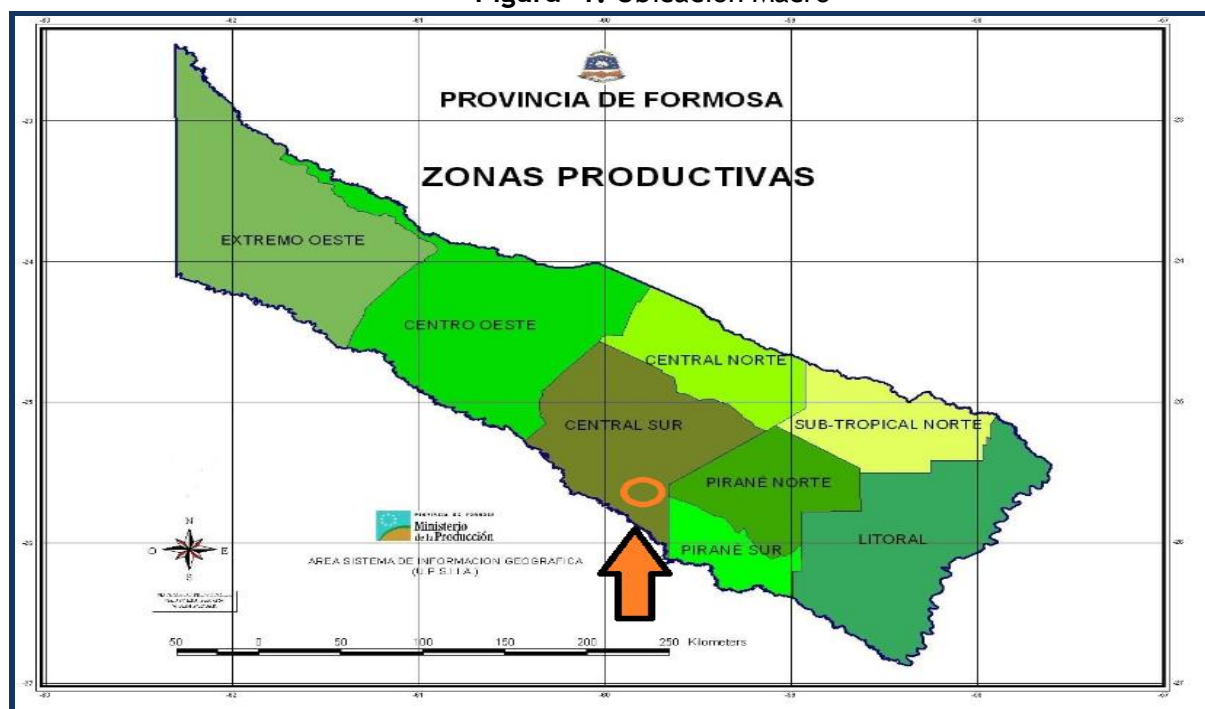 Figura 1. Ubicación Macro
PROVINCIA DE FORMOSA
ZONAS PRODUCTIVAS
EXTREMO OESTE
CENTRO OESTE
CENTRAL NORTE
CENTRAL SUR
SUB-TROPICAL NORTE
PIRANÉ NORTE
PIRANÉ SUR
LITORAL
Ministerio
de la Producción
AREA SISTEMA DE INFORMACION GEOGRAFICA
(U.P.S.I.I.A.)
N
O
E
S
50 0 50 100 150 200 250 Kilometers